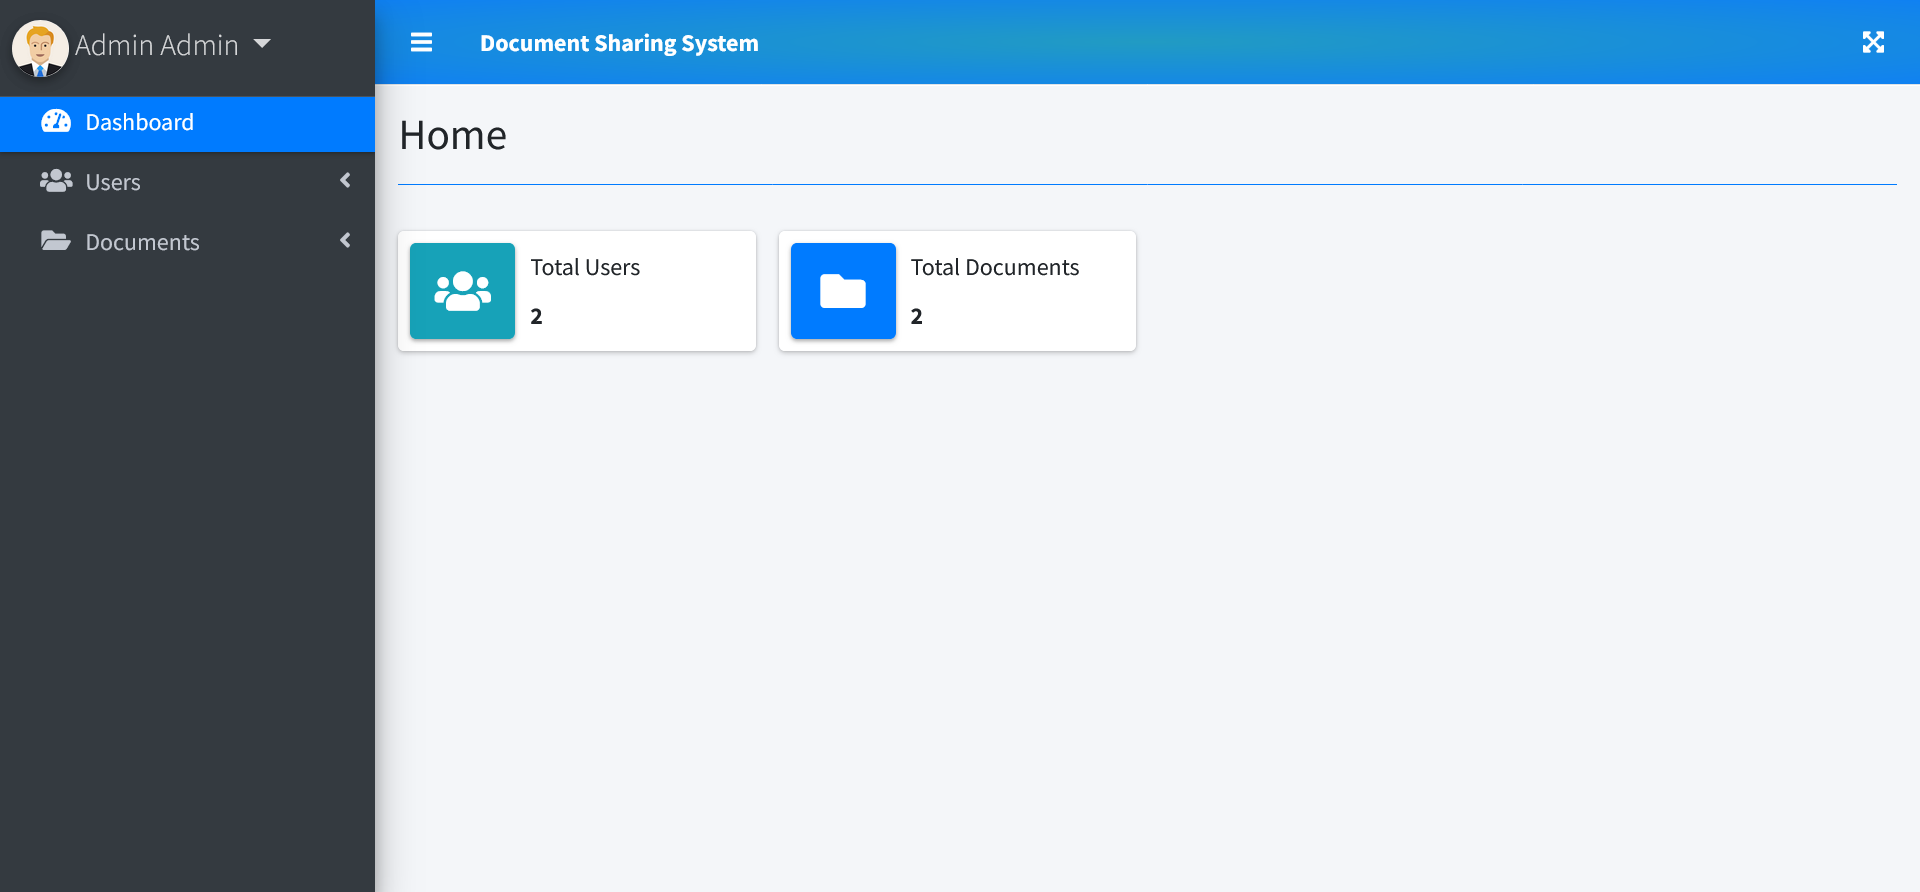 Admin Admin
Dashboard
Users
Documents
Document Sharing System
Home
Total Users
2
Total Documents
2